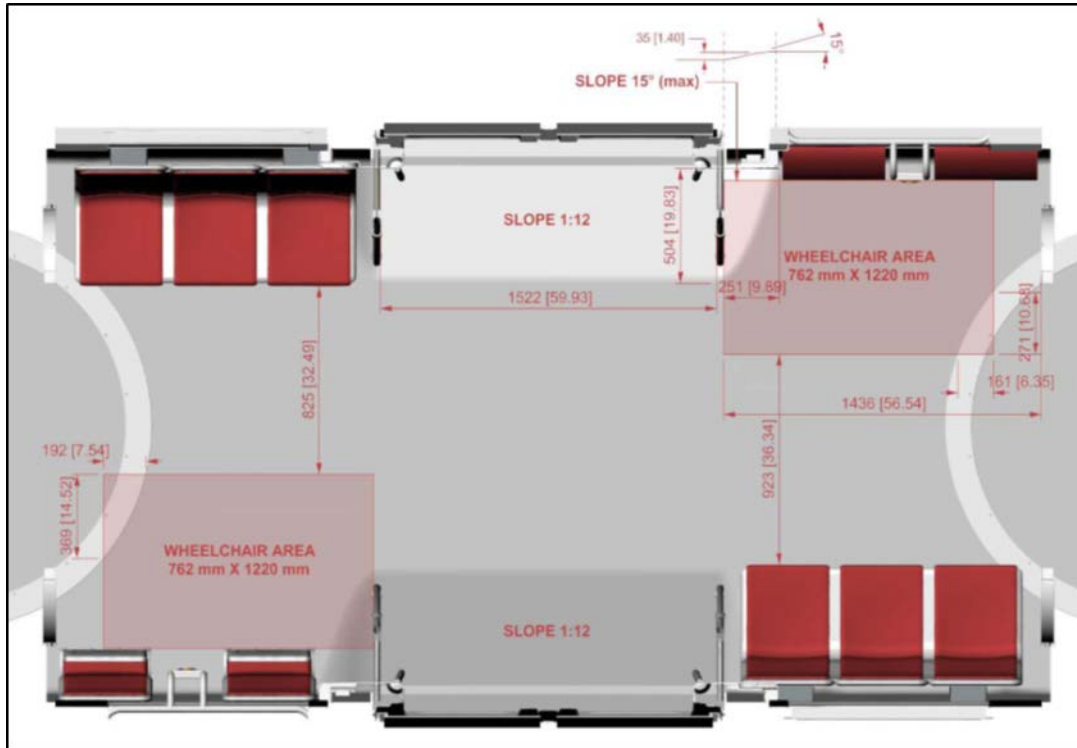 35 [1.40]
15°
SLOPE 15° (max)
SLOPE 1:12
504 [19.83]
WHEELCHAIR AREA
762 mm X 1220 mm
1522 [59.93]
251 [9.89]
271 [10.68]
161 [6.35]
1436 [56.54]
825 [32.49]
923 [36.34]
192 [7.54]
369 [14.52]
WHEELCHAIR AREA
762 mm X 1220 mm
SLOPE 1:12